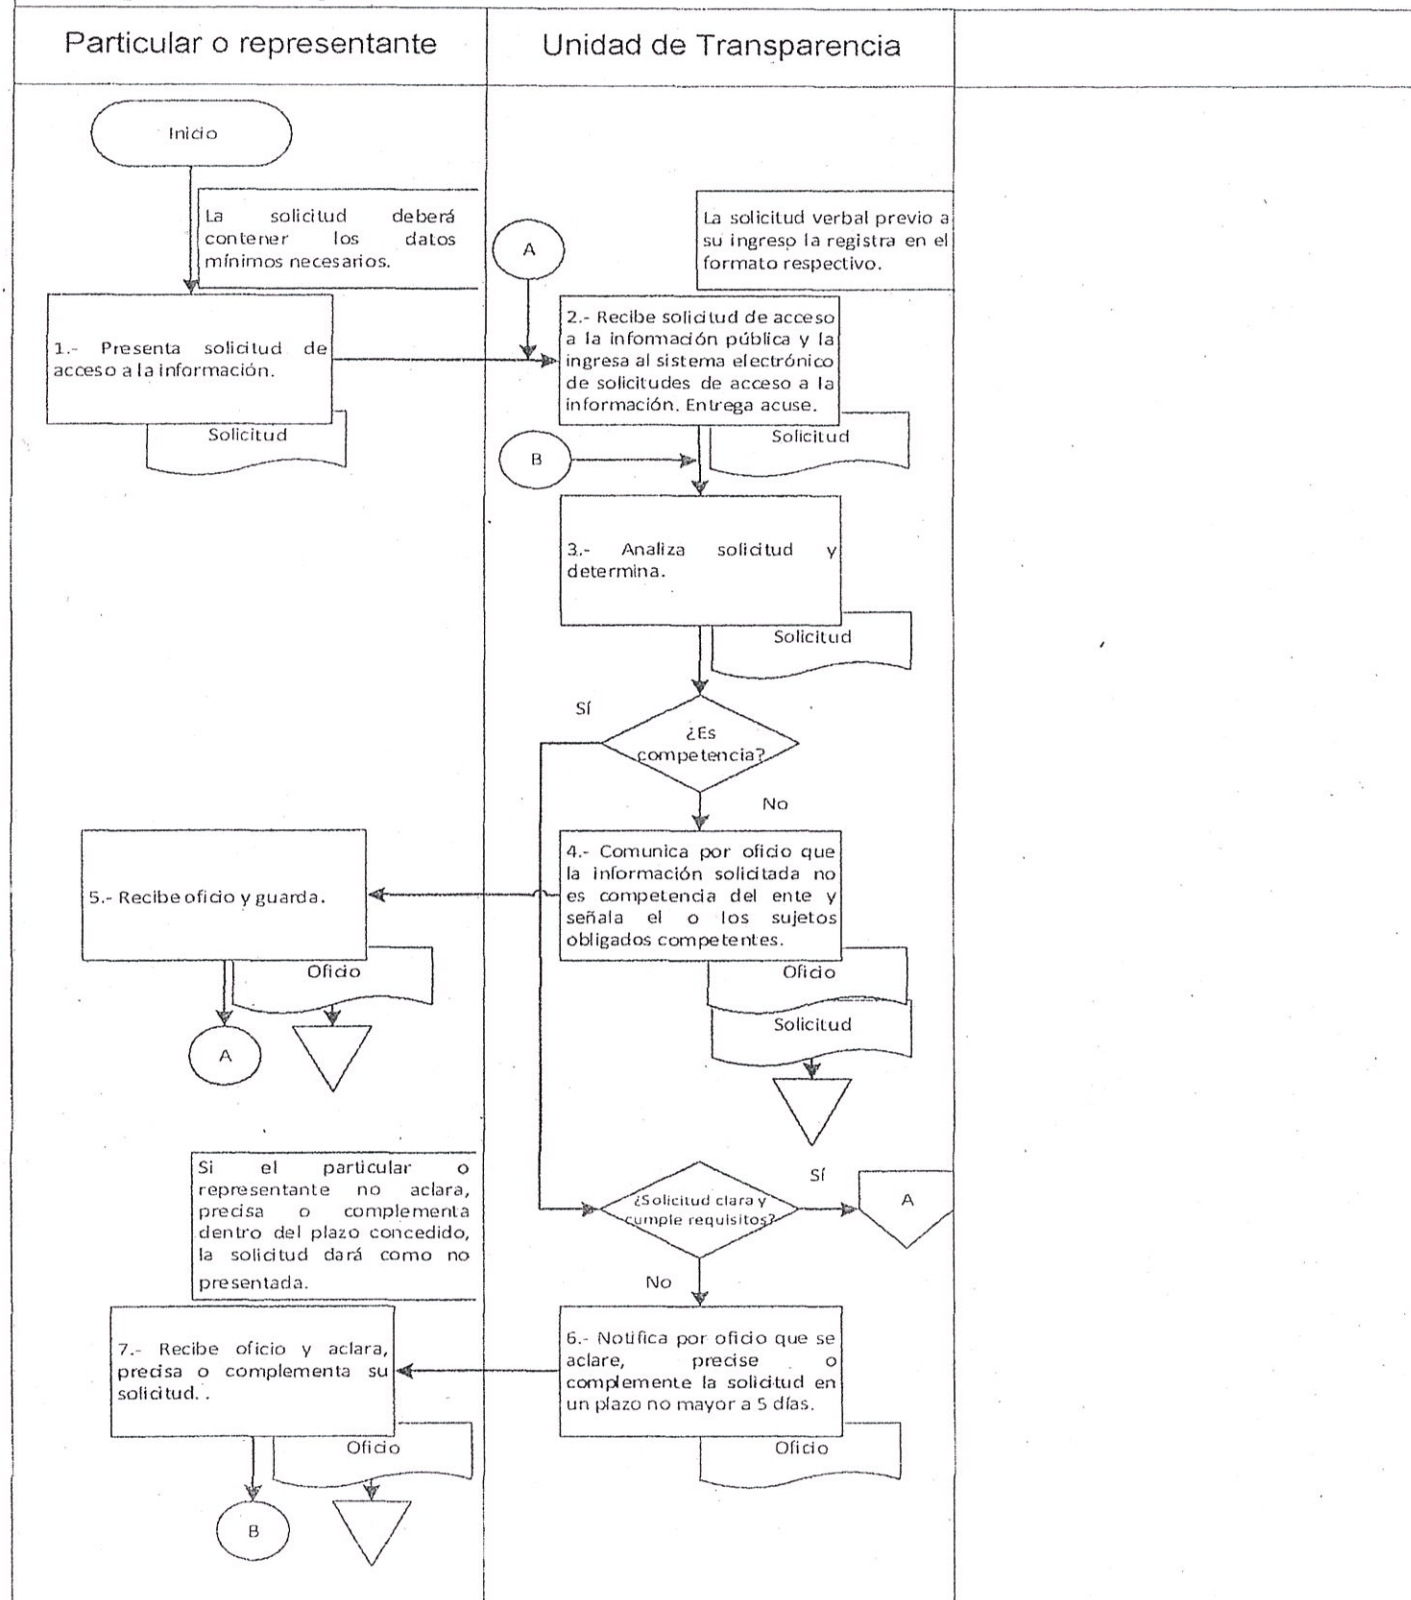 Particular o representante
Unidad de Transparencia
Inicio
La solicitud deberá
contener los datos
mínimos necesarios.
A
La solicitud verbal previo a
su ingreso la registra en el
formato respectivo.
1.- Presenta solicitud de
acceso a la información.
Solicitud
2.- Recibe solicitud de acceso
a la información pública y la
ingresa al sistema electrónico
de solicitudes de acceso a la
información. Entrega acuse.
Solicitud
B
3.- Analiza solicitud y
determina.
Solicitud
Sí
¿Es
competencia?
No
4.- Comunica por oficio que
la información solicitada no
es competencia del ente y
señala el o los sujetos
obligados competentes.
Oficio
Solicitud
5.- Recibe oficio y guarda.
Oficio
A
Si el particular o
representante no aclara,
precisa o complementa
dentro del plazo concedido,
la solicitud dará como no
presentada.
¿Solicitud clara y
cumple requisitos?
Sí
A
No
6.- Notifica por oficio que se
aclare, precise o
complemente la solicitud en
un plazo no mayor a 5 días.
Oficio
7.- Recibe oficio y aclara,
precisa o complementa su
solicitud. .
Oficio
B